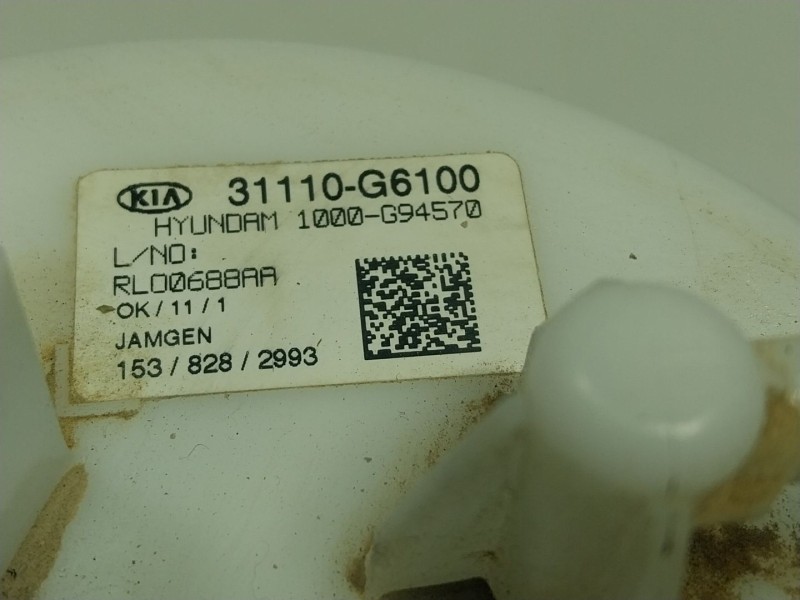 KIA 31110-G6100
HYUNDAM 1000-G94570
L/NO:
RL00688AA
OK / 11 / 1
JAMGEN
153 / 828 / 2993